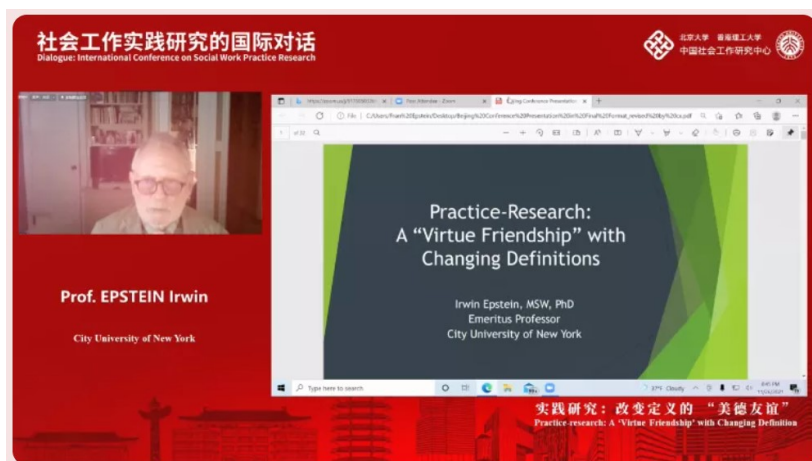 社会工作实践研究的国际对话
Dialogue: International Conference on Social Work Practice Research
北京大学 香港理工大学
中国社会工作研究中心
Prof. EPSTEIN Irwin
City University of New York
Practice-Research:
A “Virtue Friendship” with
Changing Definitions
Irwin Epstein, MSW, PhD
Emeritus Professor
City University of New York
Type here to search
37°F Cloudy
实践研究：改变定义的“美德友谊”
Practice-research: A ‘Virtue Friendship’ with Changing Definition